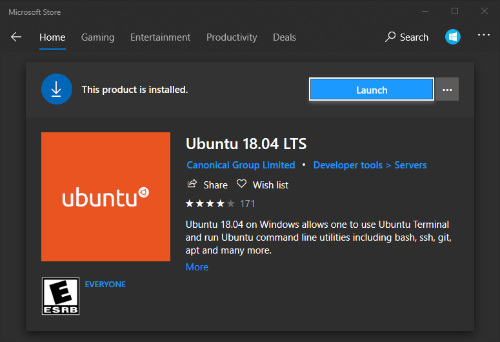 Microsoft Store
Home Gaming Entertainment Productivity Deals Search
This product is installed.
Launch
ubuntu
Ubuntu 18.04 LTS
Canonical Group Limited • Developer tools > Servers
Share Wish list
171
Ubuntu 18.04 on Windows allows one to use Ubuntu Terminal
and run Ubuntu command line utilities including bash, ssh, git,
apt and many more.
More
E
ESRB
EVERYONE